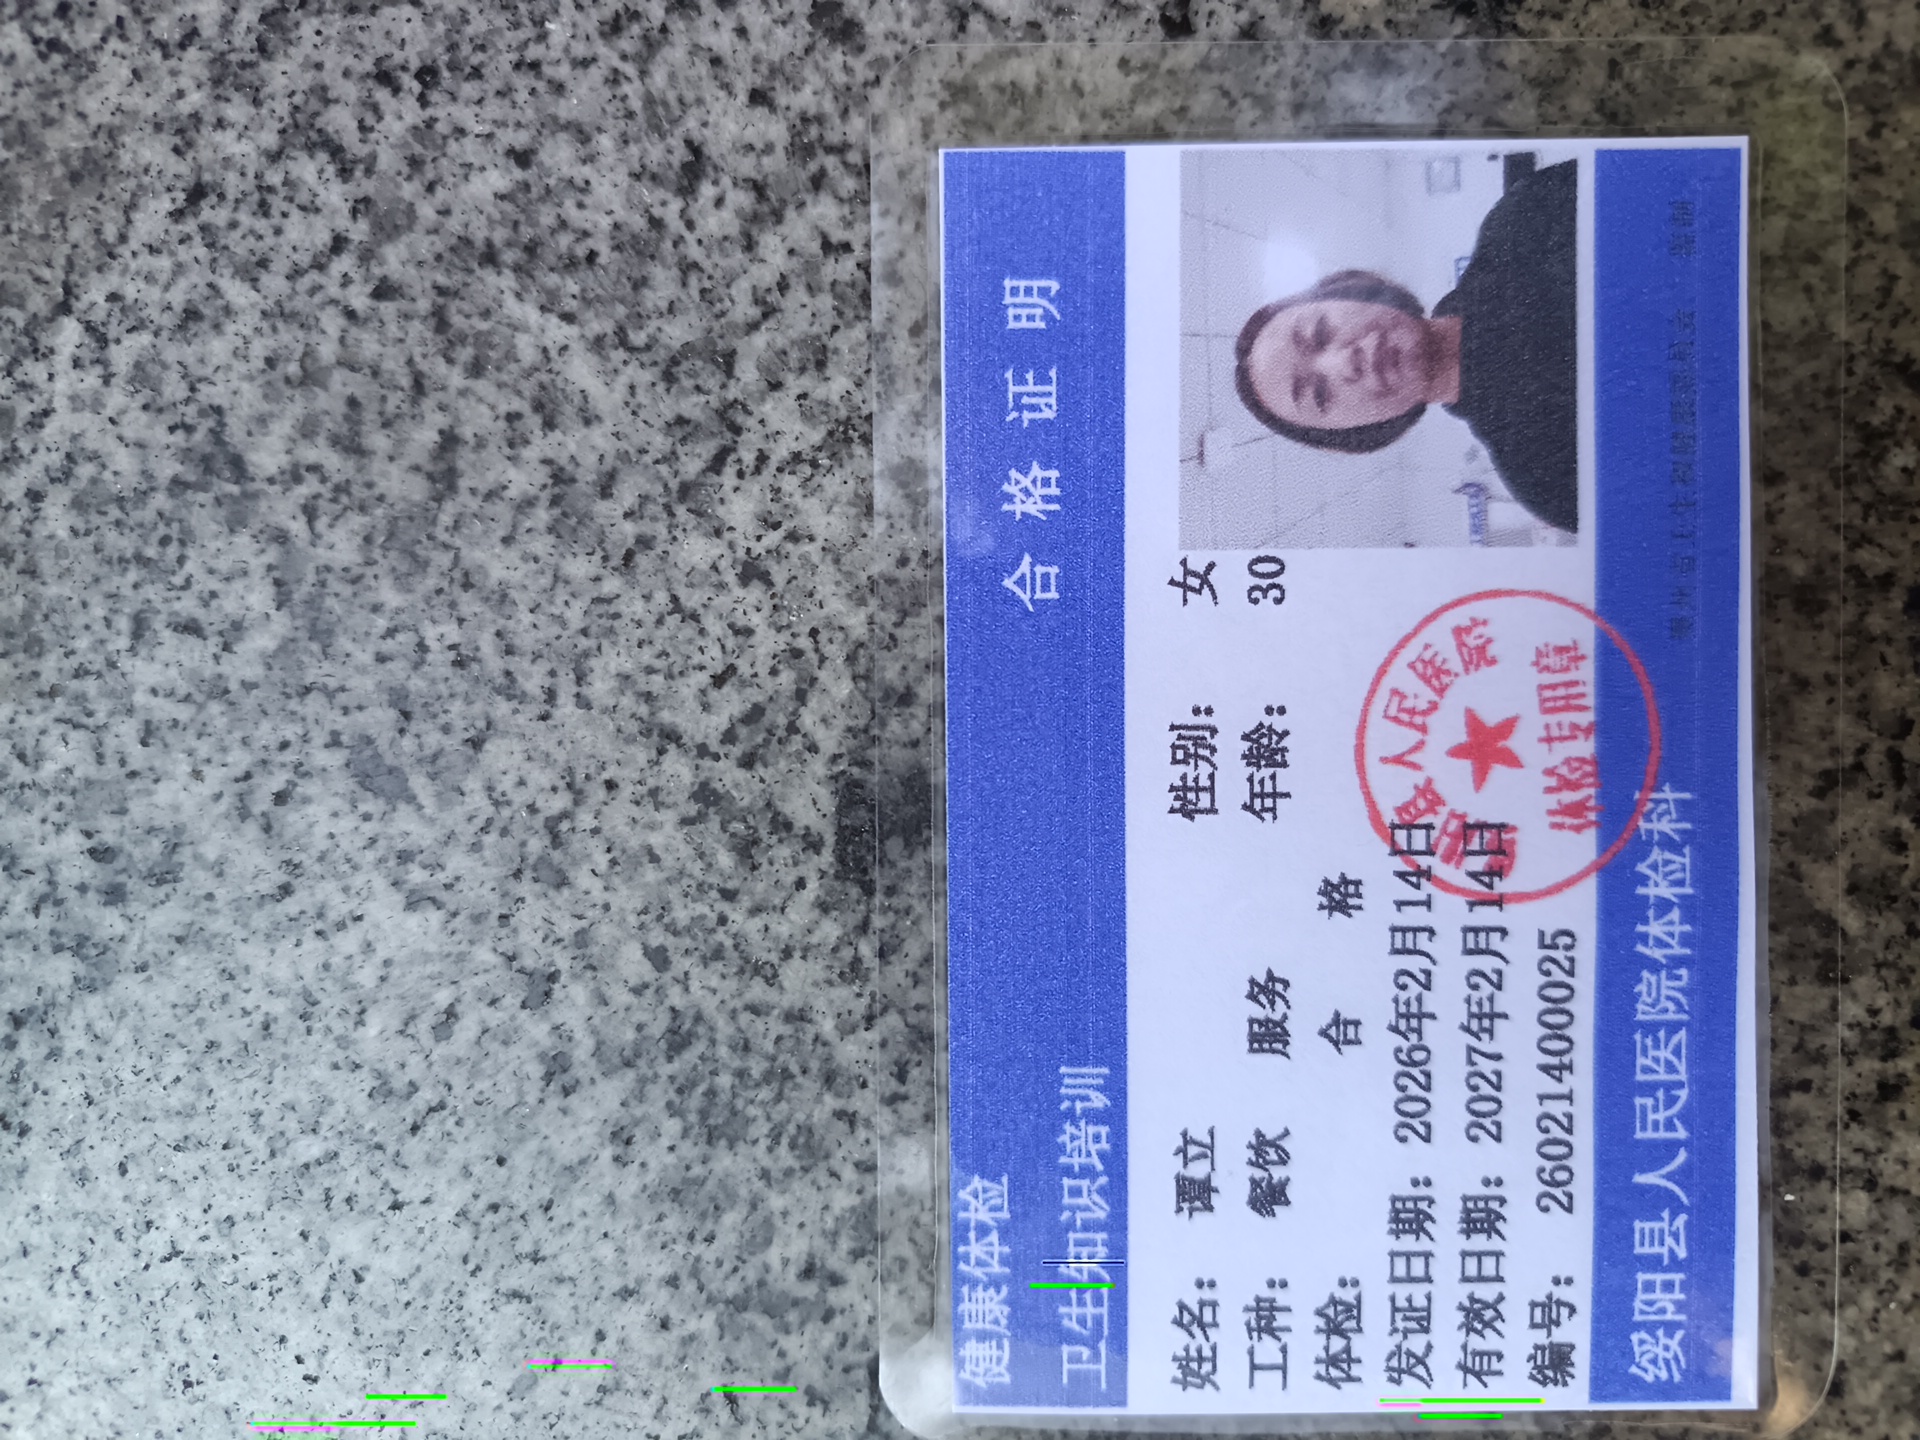 健康体检
卫生知识培训
合格证明
姓名： 谭立 性别： 女
工种： 餐饮 服务 年龄： 30
体检： 合 格
发证日期： 2026年2月14日
有效日期： 2027年2月14日
编号： 26021400025
人民医院
体检专用章
绥阳县人民医院体检科